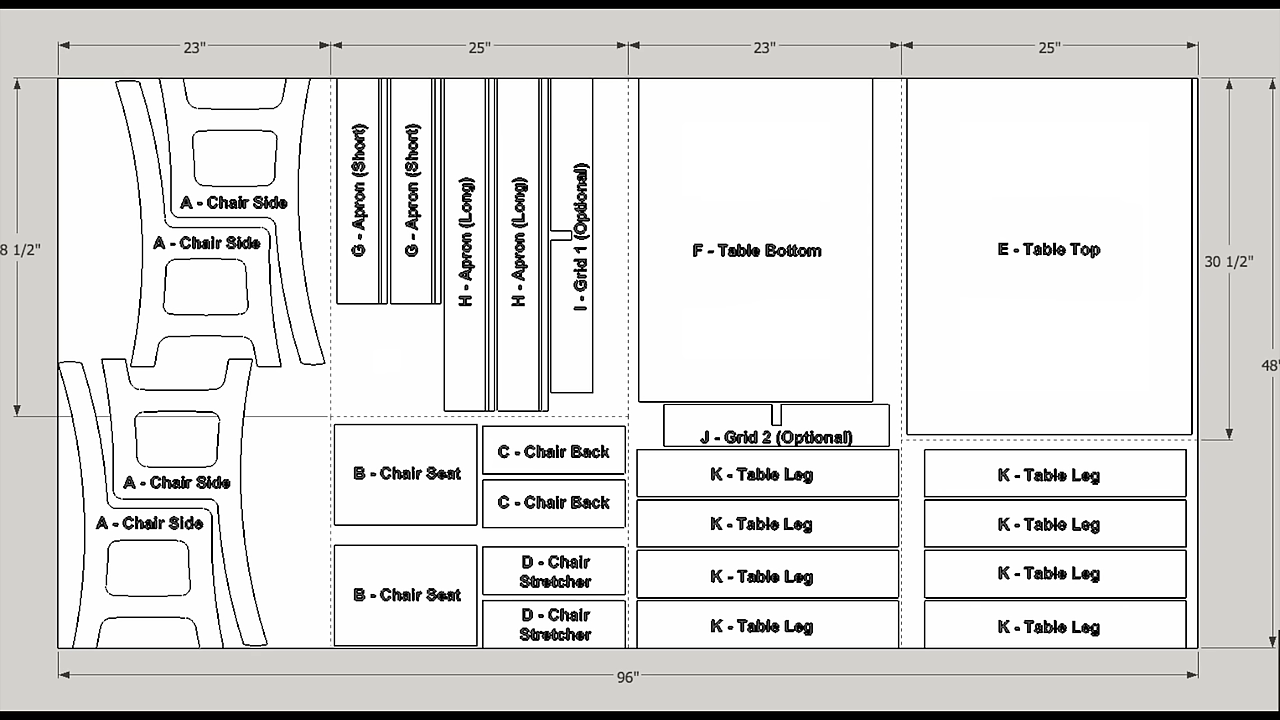 23"
25"
23"
25"
A - Chair Side
A - Chair Side
G - Apron (Short)
G - Apron (Short)
H - Apron (Long)
H - Apron (Long)
I - Grid 1 (Optional)
F - Table Bottom
E - Table Top
8 1/2"
30 1/2"
48"
J - Grid 2 (Optional)
B - Chair Seat
C - Chair Back
C - Chair Back
K - Table Leg
K - Table Leg
A - Chair Side
A - Chair Side
K - Table Leg
K - Table Leg
B - Chair Seat
D - Chair
Stretcher
K - Table Leg
K - Table Leg
D - Chair
Stretcher
K - Table Leg
K - Table Leg
96"